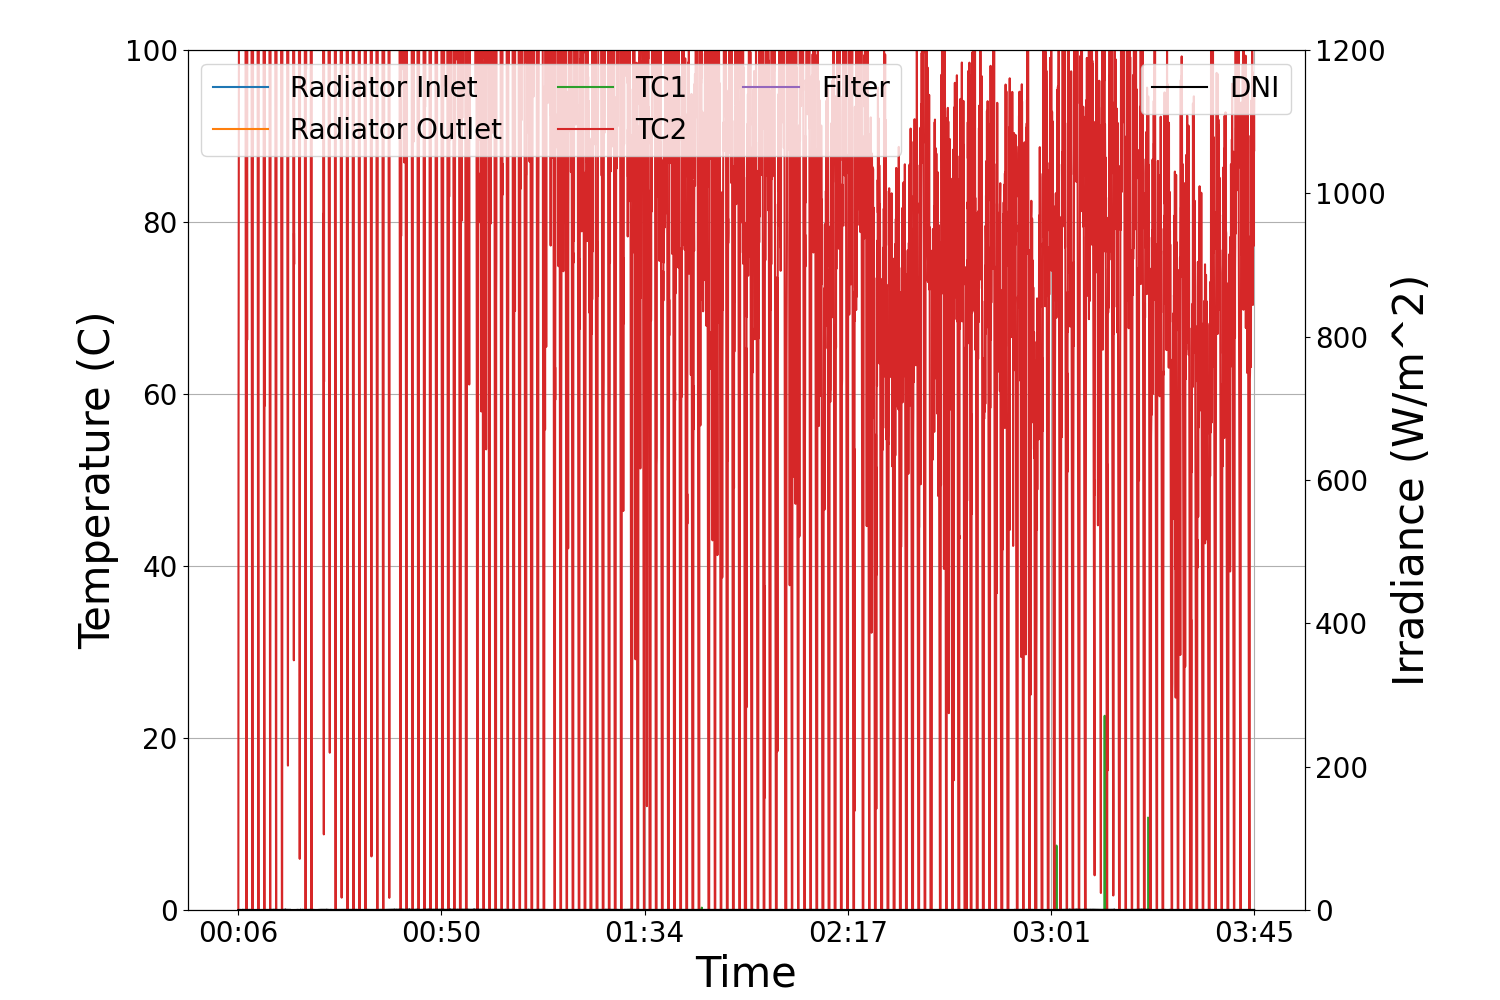 100
80
60
40
20
0
Temperature (C)
Radiator Inlet
Radiator Outlet
TC1
TC2
Filter
DNI
1200
1000
800
600
400
200
0
Irradiance (W/m^2)
00:06
00:50
01:34
02:17
03:01
03:45
Time